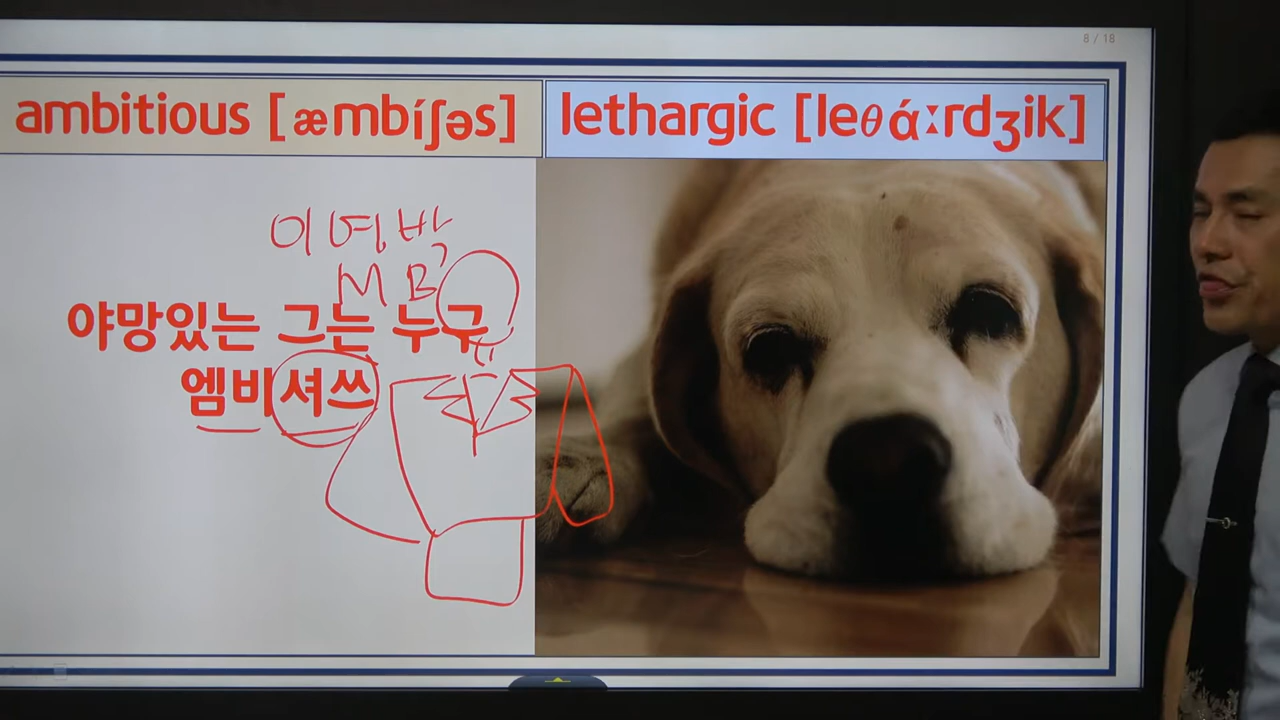 8 / 18
ambitious [æmbíʃəs]
lethargic [leθáːrdʒik]
이명박
MB
야망있는 그는 누구
엠비셔쓰